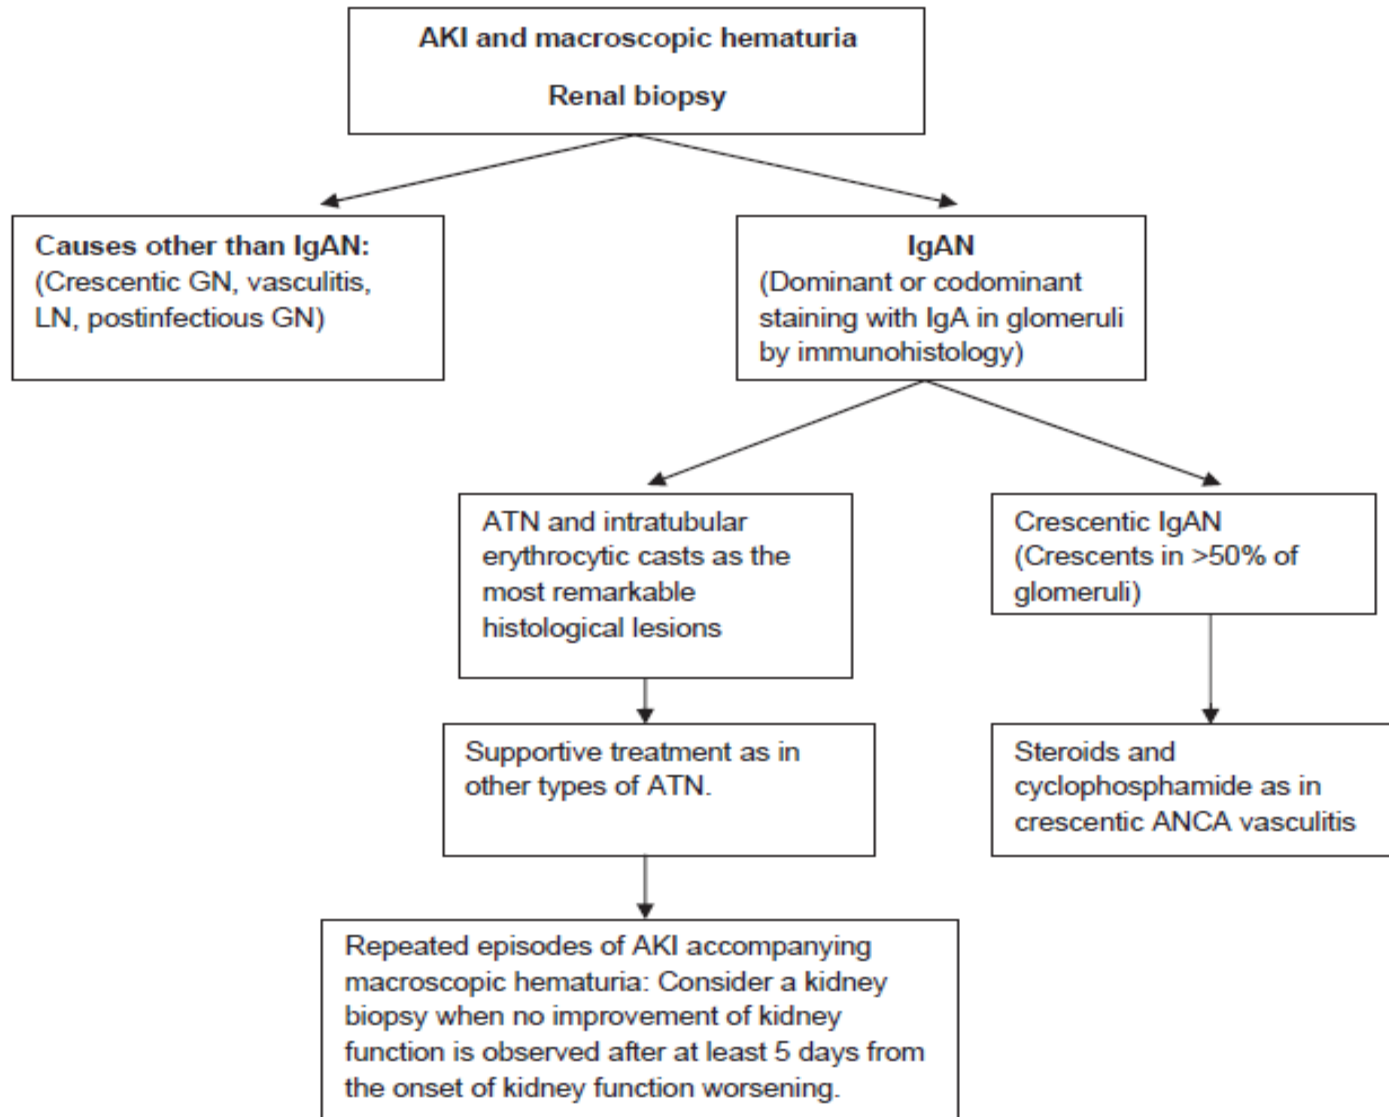 AKI and macroscopic hematuria
Renal biopsy
Causes other than IgAN:
(Crescentic GN, vasculitis,
LN, postinfectious GN)
IgAN
(Dominant or codominant
staining with IgA in glomeruli
by immunohistology)
ATN and intratubular
erythrocytic casts as the
most remarkable
histological lesions
Crescentic IgAN
(Crescents in >50% of
glomeruli)
Supportive treatment as in
other types of ATN.
Steroids and
cyclophosphamide as in
crescentic ANCA vasculitis
Repeated episodes of AKI accompanying
macroscopic hematuria: Consider a kidney
biopsy when no improvement of kidney
function is observed after at least 5 days from
the onset of kidney function worsening.